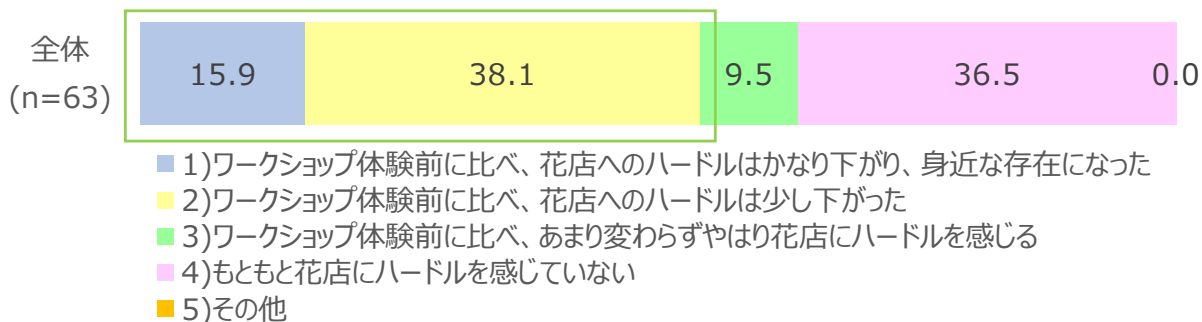 全体
(n=63)
15.9 38.1 9.5 36.5 0.0
1)ワークショップ体験前に比べ、花店へのハードルはかなり下がり、身近な存在になった
2)ワークショップ体験前に比べ、花店へのハードルは少し下がった
3)ワークショップ体験前に比べ、あまり変わらずやはり花店にハードルを感じる
4)もともと花店にハードルを感じていない
5)その他